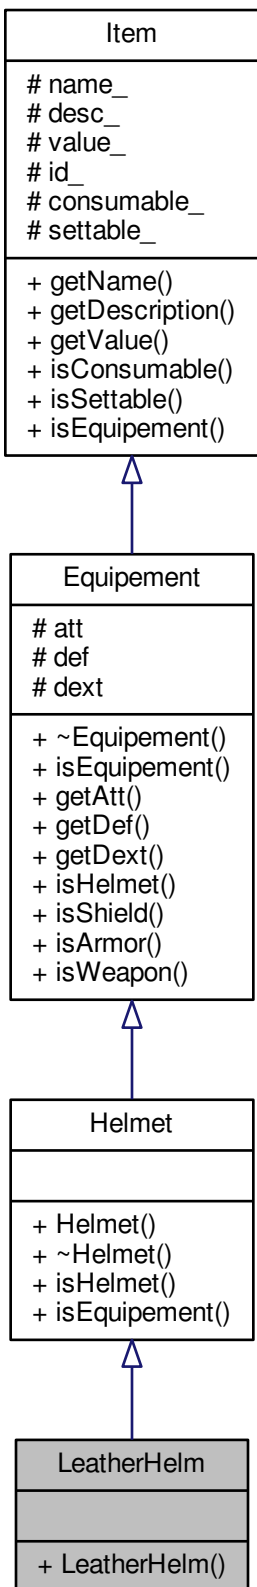 Item
# name_
# desc_
# value_
# id_
# consumable_
# settable_
+ getName()
+ getDescription()
+ getValue()
+ isConsumable()
+ isSettable()
+ isEquipement()
Equipement
# att
# def
# dext
+ ~Equipement()
+ isEquipement()
+ getAtt()
+ getDef()
+ getDext()
+ isHelmet()
+ isShield()
+ isArmor()
+ isWeapon()
Helmet
+ Helmet()
+ ~Helmet()
+ isHelmet()
+ isEquipement()
LeatherHelm
+ LeatherHelm()